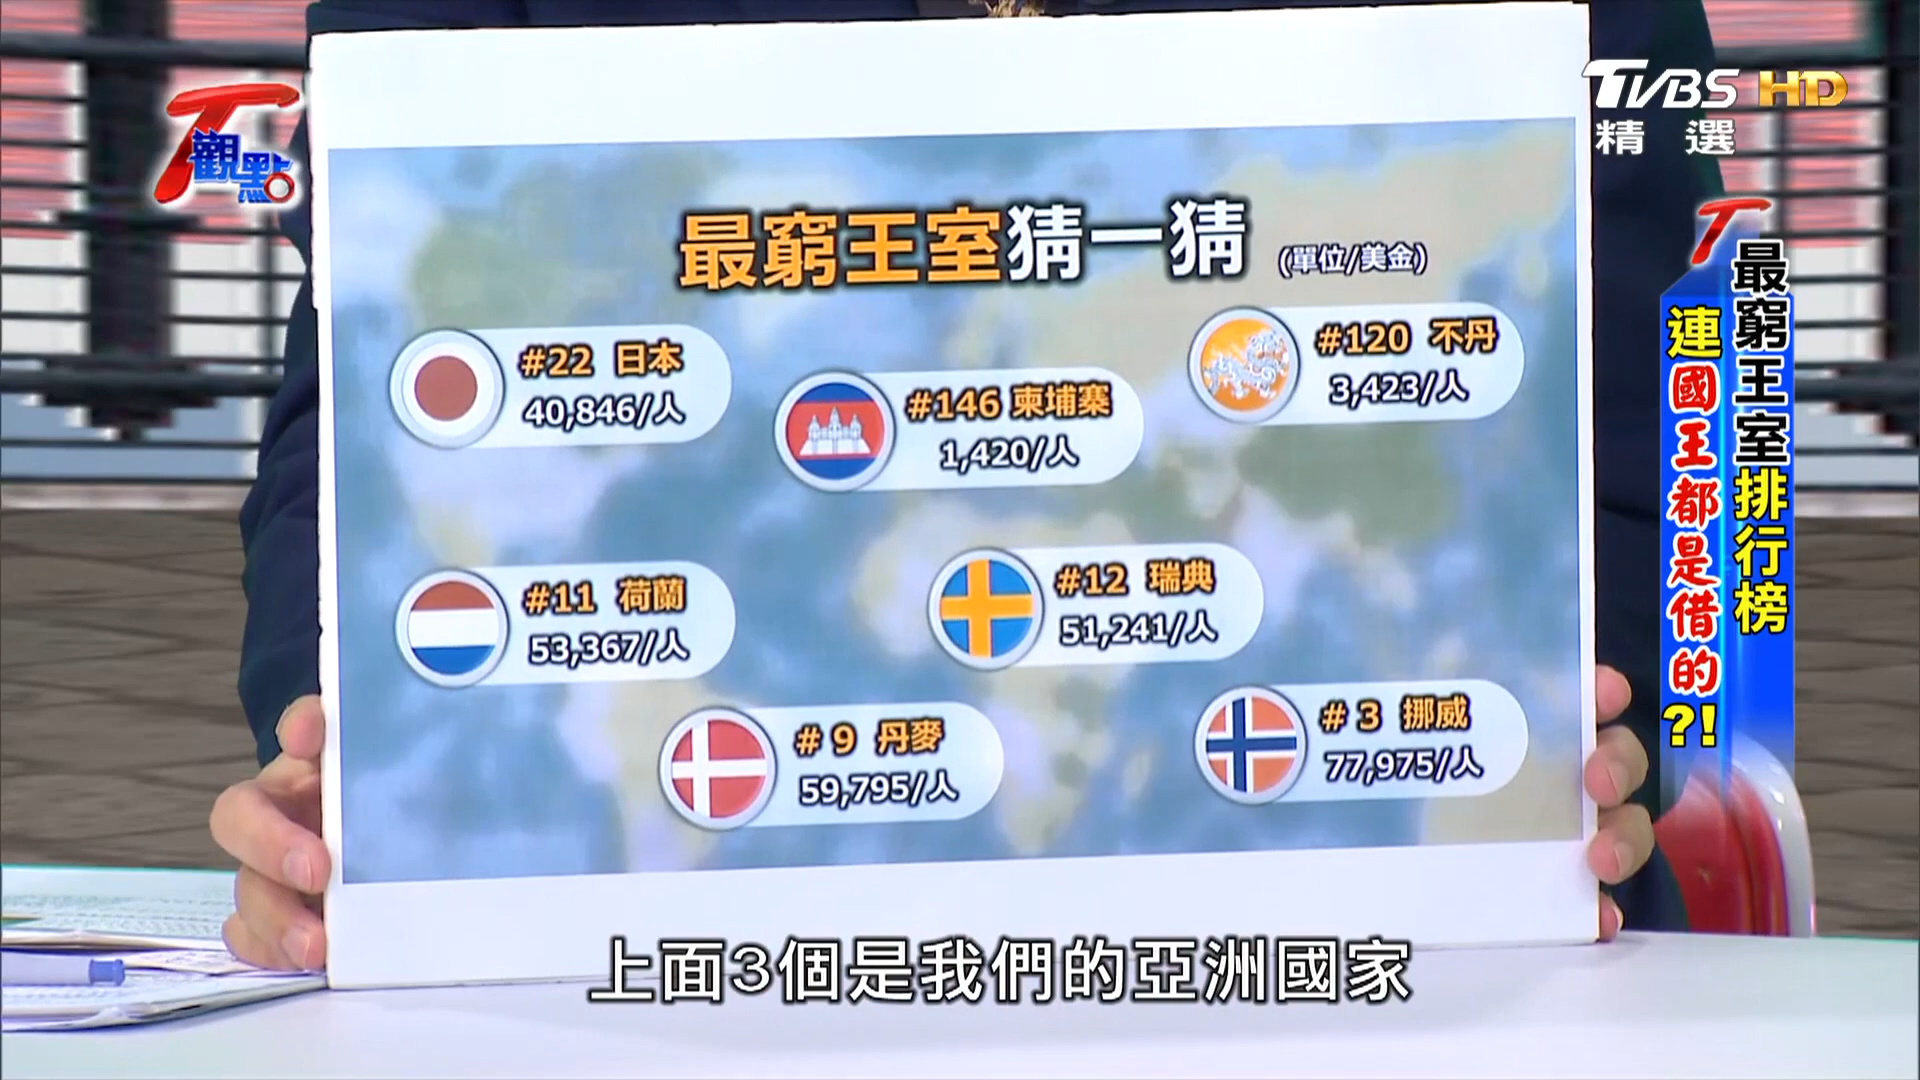 T觀點
TVBS HD
精選
最窮王室猜一猜 (單位/美金)
#22 日本
40,846/人
#146 柬埔寨
1,420/人
#120 不丹
3,423/人
#11 荷蘭
53,367/人
#12 瑞典
51,241/人
#9 丹麥
59,795/人
#3 挪威
77,975/人
T
最窮王室排行榜
連國王都是借的?!
上面3個是我們的亞洲國家